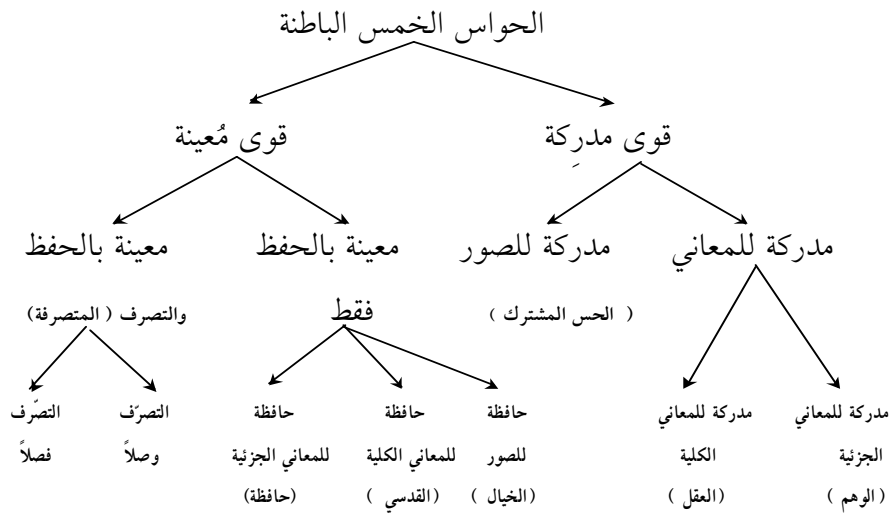 الحواس الخمس الباطنة
قوى مدرِكة
قوى مُعينة
مدركة للمعاني
مدركة للصور
( الحس المشترك )
معينة بالحفظ
فقط
معينة بالحفظ
والتصرف ( المتصرفة)
مدركة للمعاني
الجزئية
( الوهم )
مدركة للمعاني
الكلية
( العقل )
حافظة
للصور
( الخيال )
حافظة
للمعاني الكلية
( القدسي )
حافظة
للمعاني الجزئية
(حافظة)
التصرّف
وصلاً
التصرّف
فصلاً